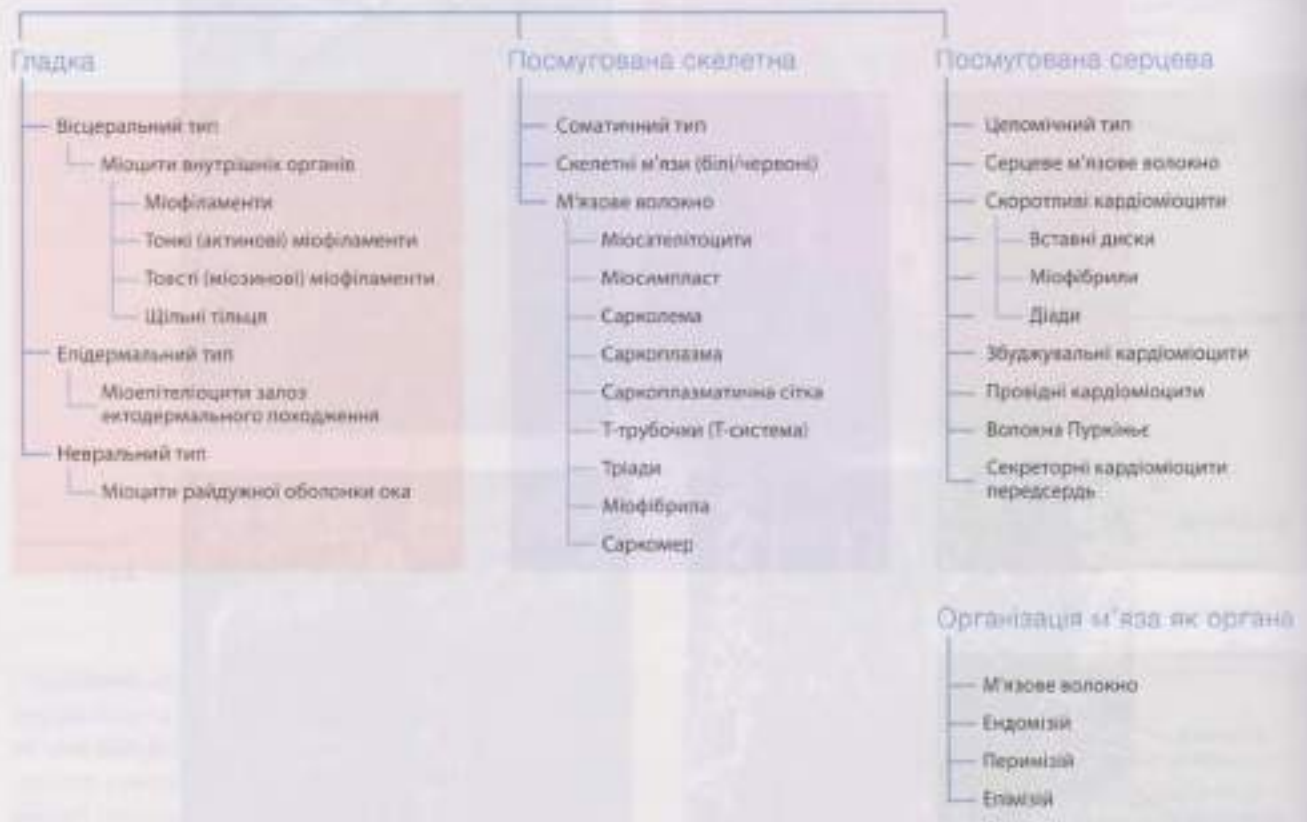 Гладка
Вісцеральний тип
Міоцити внутрішніх органів
Міофіламенти
Тонкі (актинові) міофіламенти
Товсті (міозинові) міофіламенти
Щільні тільця
Епідермальний тип
Міоепітеліоцити залоз
ектодермального походження
Невральний тип
Міоцити райдужної оболонки ока
Посмугована скелетна
Соматичний тип
Скелетні м'язи (білі/червоні)
М'язове волокно
Міосателітоцити
Міосимпласт
Сарколема
Саркоплазма
Саркоплазматична сітка
Т-трубочки (Т-система)
Тріади
Міофібрила
Саркомер
Посмугована серцева
Целомічний тип
Серцеве м'язове волокно
Скоротливі кардіоміоцити
Вставні диски
Міофібрили
Діади
Збуджувальні кардіоміоцити
Провідні кардіоміоцити
Волокна Пуркіньє
Секреторні кардіоміоцити
передсердь
Організація м'яза як органа
М'язове волокно
Ендомізій
Перимізій
Епімізій